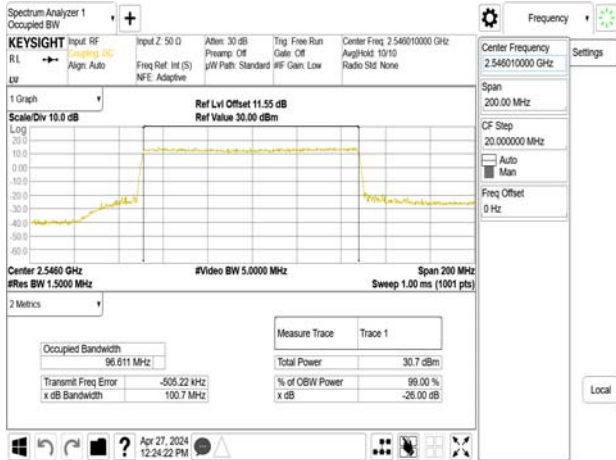 Spectrum Analyzer 1
Occupied BW
+
Frequency
KEYSIGHT
Input: RF
Coupling: DC
Align: Auto
Input Z: 50 Ω
Freq Ref: Int (S)
NFE: Adaptive
Atten: 30 dB
Preamp: Off
µW Path: Standard
Trig: Free Run
Gate: Off
#IF Gain: Low
Center Freq: 2.546010000 GHz
Avg|Hold: 10/10
Radio Std: None
RL
Center Frequency
2.546010000 GHz
Settings
Span
200.00 MHz
CF Step
20.000000 MHz
Auto
Man
Freq Offset
0 Hz
Local
1 Graph
Scale/Div 10.0 dB
Ref Lvl Offset 11.55 dB
Ref Value 30.00 dBm
Log
20.0
10.0
0.00
-10.0
-20.0
-30.0
-40.0
-50.0
-60.0
Center 2.5460 GHz
#Video BW 5.0000 MHz
Span 200 MHz
#Res BW 1.5000 MHz
Sweep 1.00 ms (1001 pts)
2 Metrics
Measure Trace
Trace 1
Occupied Bandwidth
96.611 MHz
Total Power
30.7 dBm
Transmit Freq Error
-505.22 kHz
% of OBW Power
99.00 %
x dB Bandwidth
100.7 MHz
x dB
-26.00 dB
?
Apr 27, 2024
12:24:22 PM